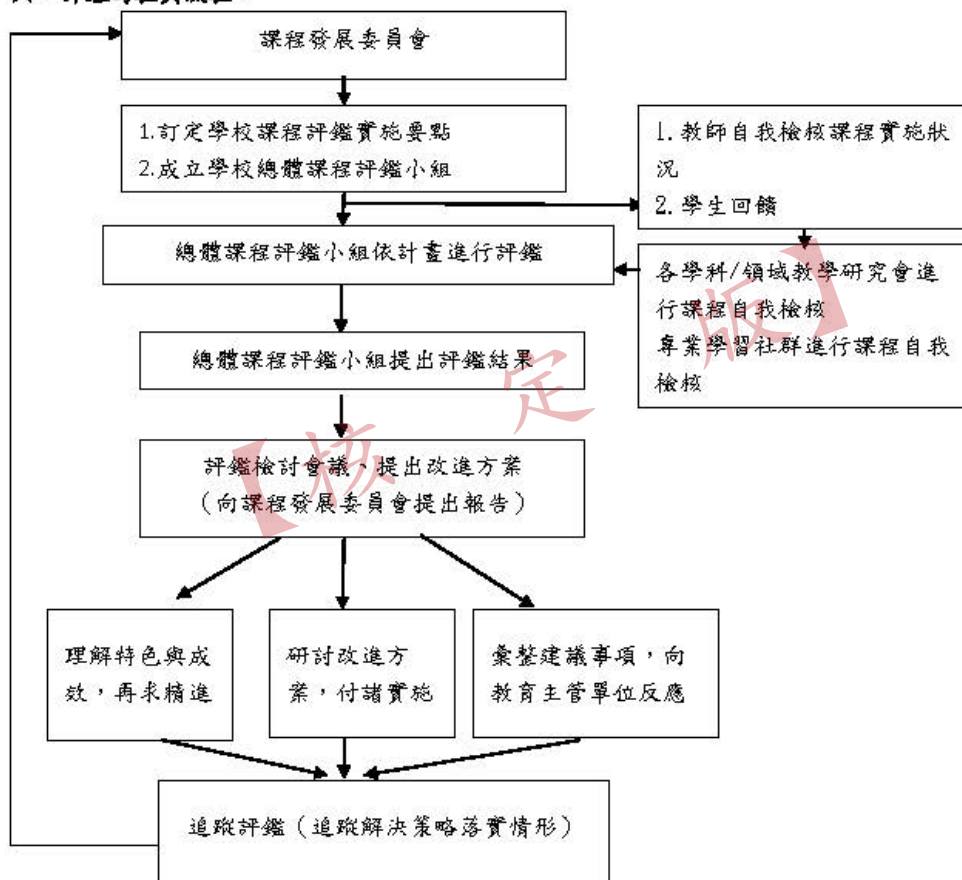 課程發展委員會
1.訂定學校課程評鑑實施要點
2.成立學校總體課程評鑑小組
1. 教師自我檢核課程實施狀
況
2. 學生回饋
總體課程評鑑小組依計畫進行評鑑
各學科/領域教學研究會進
行課程自我檢核
專業學習社群進行課程自我
檢核
總體課程評鑑小組提出評鑑結果
評鑑檢討會議、提出改進方案
(向課程發展委員會提出報告)
理解特色與成
效，再求精進
研討改進方
案，付諸實施
彙整建議事項，向
教育主管單位反應
追蹤評鑑(追蹤解決策略落實情形)
【核定版】